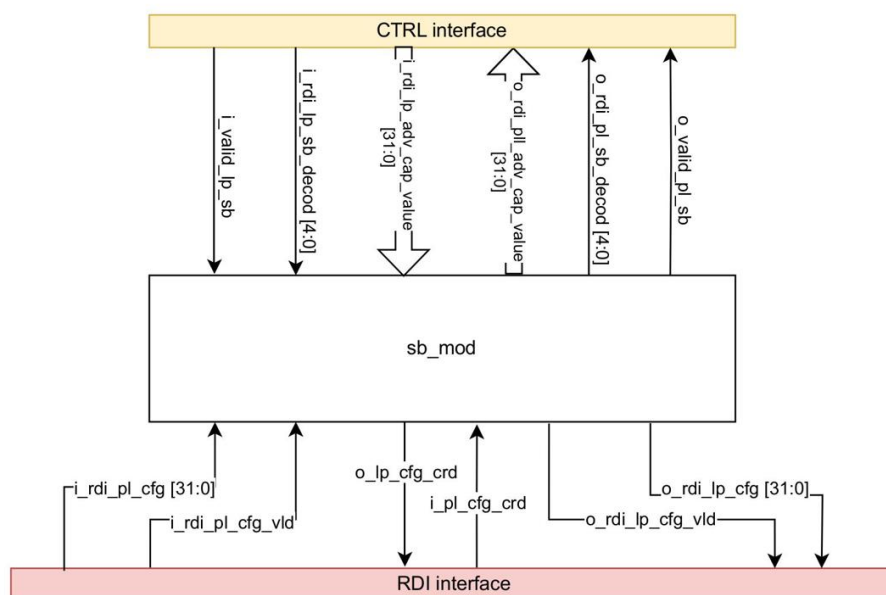 CTRL interface
i_valid_lp_sb
i_rdi_lp_sb_decod [4:0]
i_rdi_lp_adv_cap_value
[31:0]
o_rdi_pll_adv_cap_value
[31:0]
o_rdi_pl_sb_decod [4:0]
o_valid_pl_sb
sb_mod
i_rdi_pl_cfg [31:0]
i_rdi_pl_cfg_vld
o_lp_cfg_crd
i_pl_cfg_crd
o_rdi_lp_cfg_vld
o_rdi_lp_cfg [31:0]
RDI interface